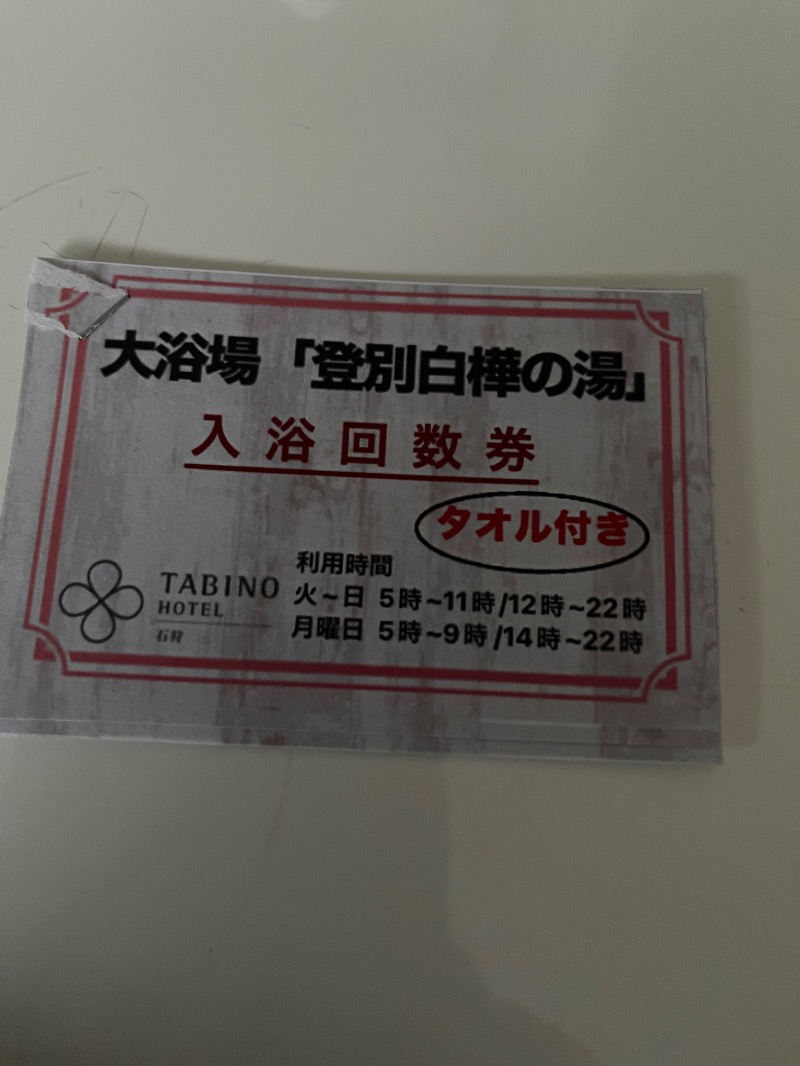 大浴場「登別白樺の湯」
入浴回数券
タオル付き
利用時間
火～日 5時~11時/12時~22時
月曜日 5時~9時/14時~22時
TABINO
HOTEL
石狩